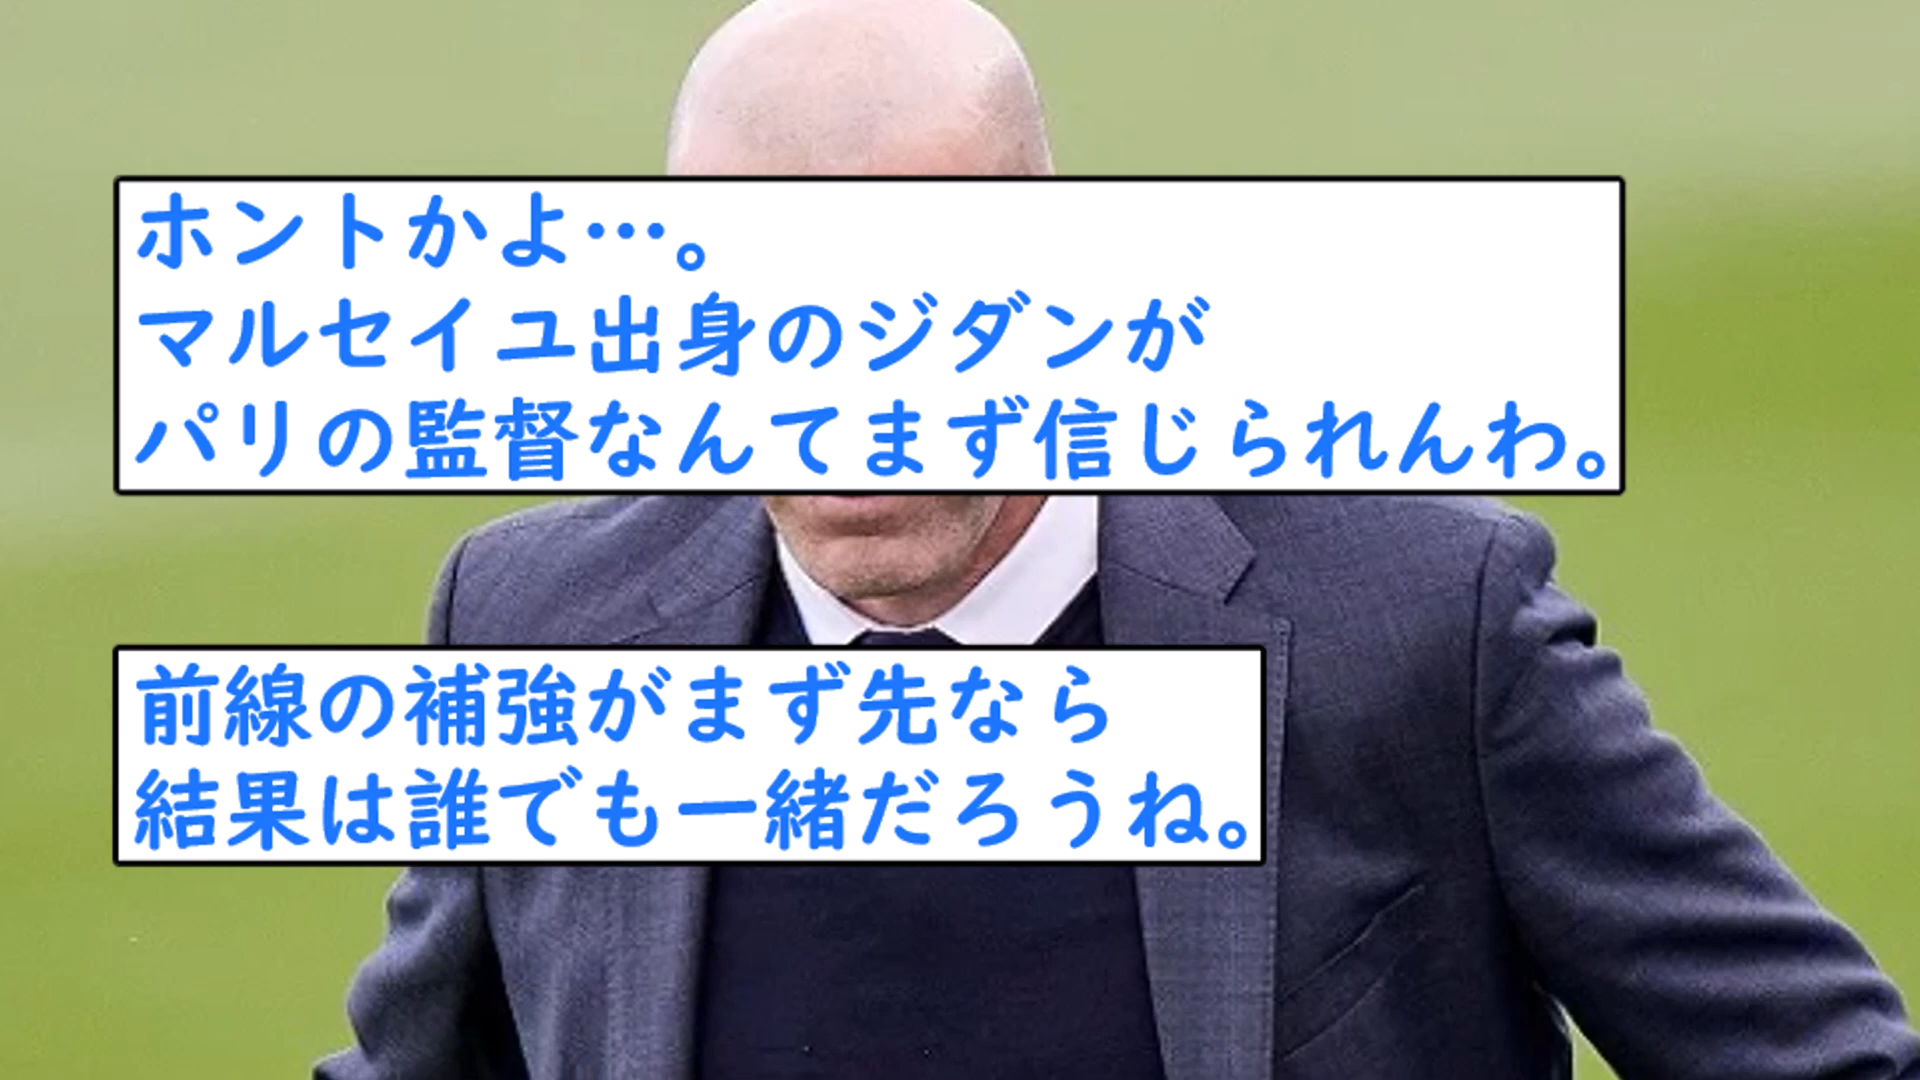 ホントかよ…。
マルセイユ出身のジダンが
パリの監督なんてまず信じられんわ。
前線の補強がまず先なら
結果は誰でも一緒だろうね。